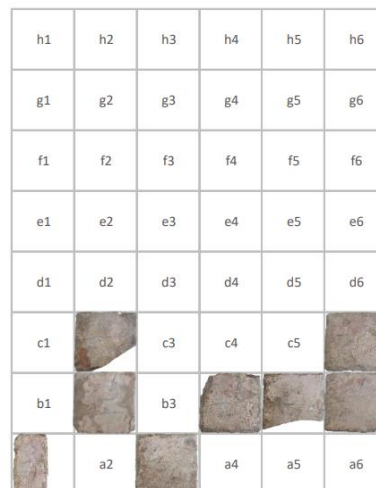 h1 h2 h3 h4 h5 h6
g1 g2 g3 g4 g5 g6
f1 f2 f3 f4 f5 f6
e1 e2 e3 e4 e5 e6
d1 d2 d3 d4 d5 d6
c1 c3 c4 c5
b1 b3
a2 a4 a5 a6